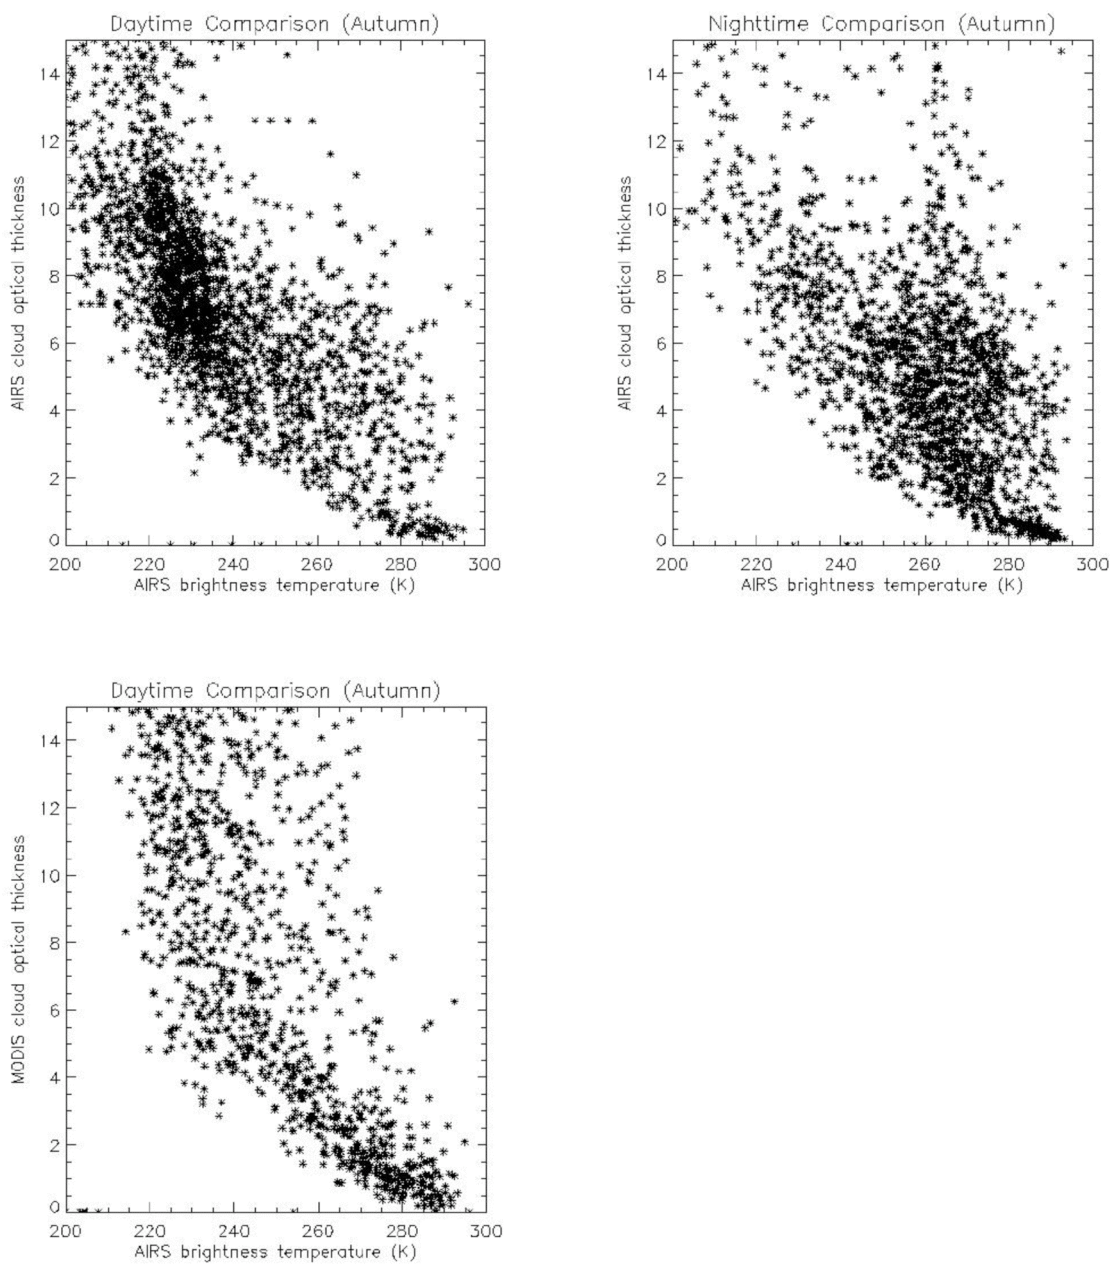 Daytime Comparison (Autumn)
14
12
10
8
6
4
2
0
200 220 240 260 280 300
AIRS brightness temperature (K)
AIRS cloud optical thickness
Nighttime Comparison (Autumn)
14
12
10
8
6
4
2
0
200 220 240 260 280 300
AIRS brightness temperature (K)
AIRS cloud optical thickness
Daytime Comparison (Autumn)
14
12
10
8
6
4
2
0
200 220 240 260 280 300
AIRS brightness temperature (K)
MODIS cloud optical thickness